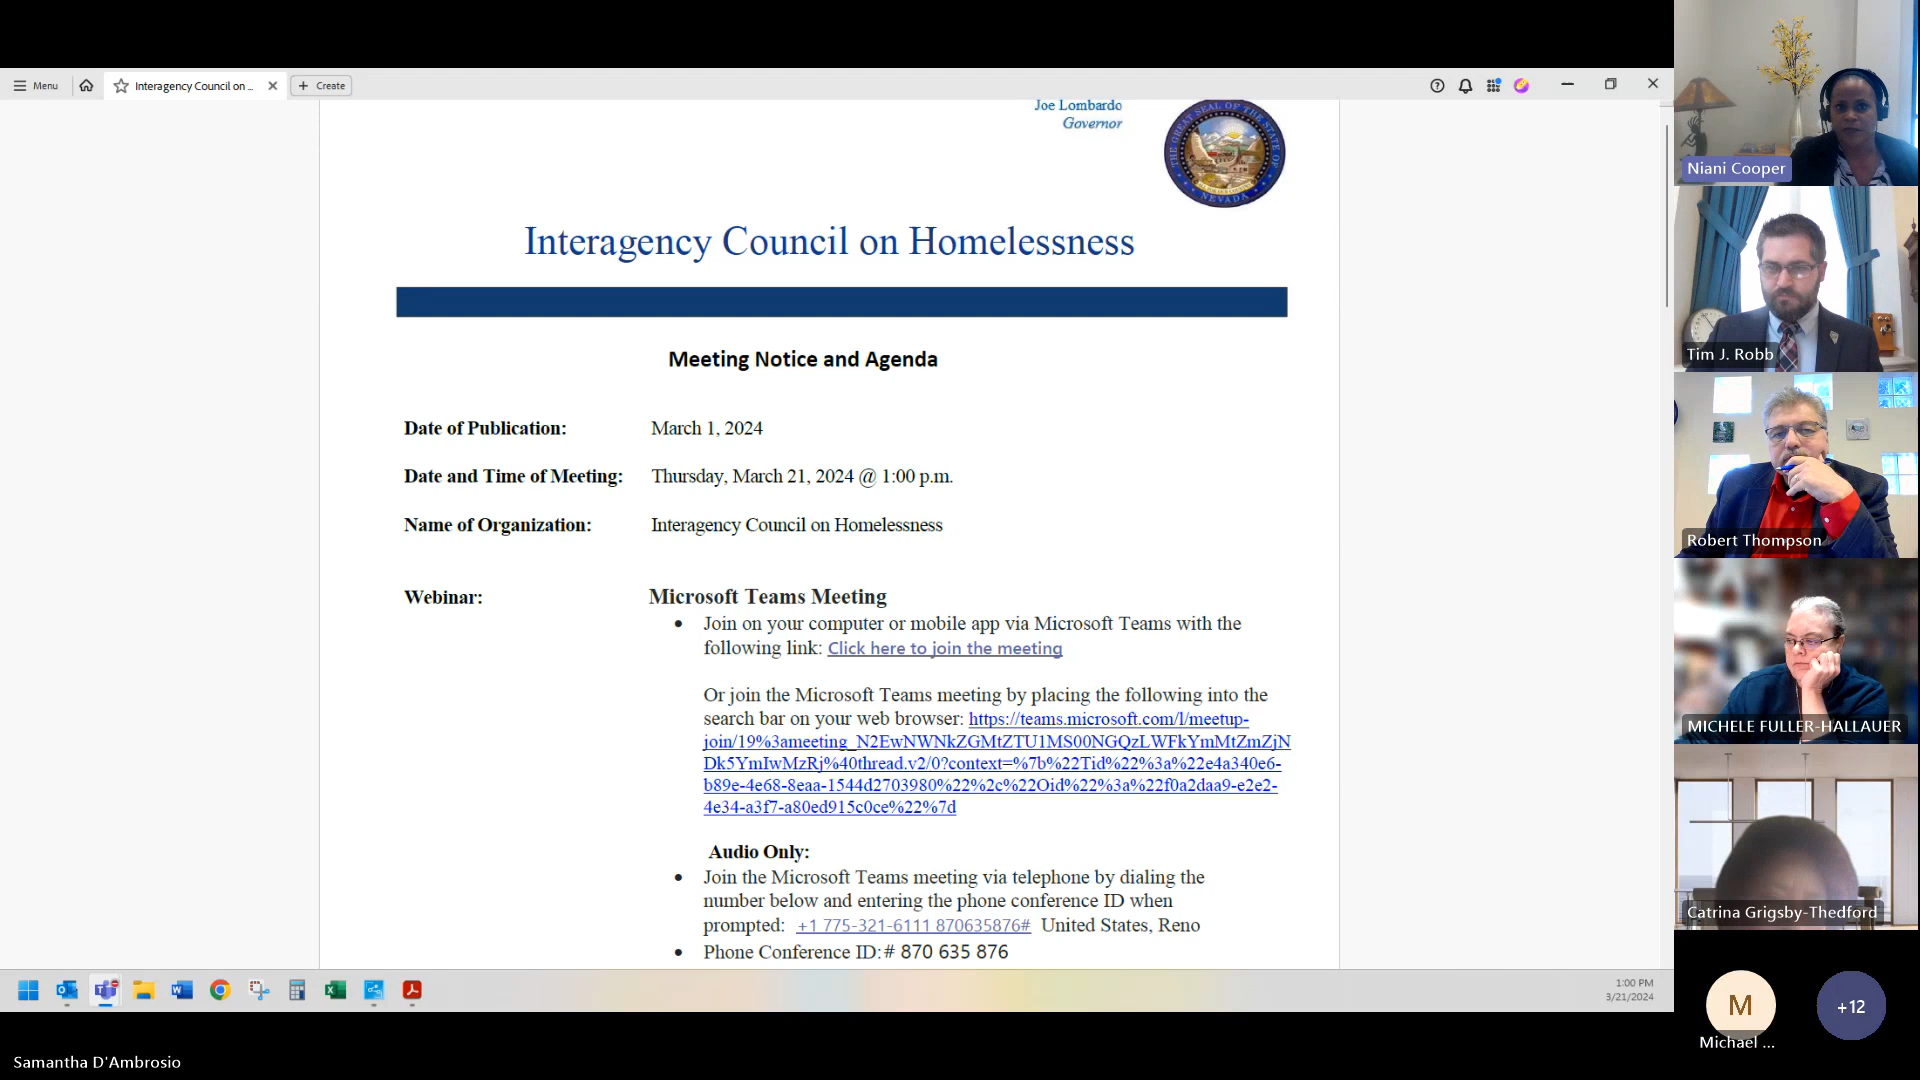 Menu
Interagency Council on ...
Create
Joe Lombardo
Governor
THE GREAT SEAL OF THE STATE OF
NEVADA
Interagency Council on Homelessness
Meeting Notice and Agenda
Date of Publication: March 1, 2024
Date and Time of Meeting: Thursday, March 21, 2024 @ 1:00 p.m.
Name of Organization: Interagency Council on Homelessness
Webinar: Microsoft Teams Meeting
• Join on your computer or mobile app via Microsoft Teams with the
following link: Click here to join the meeting
Or join the Microsoft Teams meeting by placing the following into the
search bar on your web browser: https://teams.microsoft.com/l/meetup-
join/19%3ameeting_N2EwNWNkZGMtZTU1MS00NGQzLWFkYmMtZmZjN
Dk5YmIwMzRj%40thread.v2/0?context=%7b%22Tid%22%3a%22e4a340e6-
b89e-4e68-8eaa-1544d2703980%22%2c%22Oid%22%3a%22f0a2daa9-e2e2-
4e34-a3f7-a80ed915c0ce%22%7d
Audio Only:
• Join the Microsoft Teams meeting via telephone by dialing the
number below and entering the phone conference ID when
prompted: +1 775-321-6111 870635876# United States, Reno
• Phone Conference ID: # 870 635 876
1:00 PM
3/21/2024
Samantha D'Ambrosio
Niani Cooper
Tim J. Robb
Robert Thompson
MICHELE FULLER-HALLAUER
Catrina Grigsby-Thedford
M
Michael ...
+12